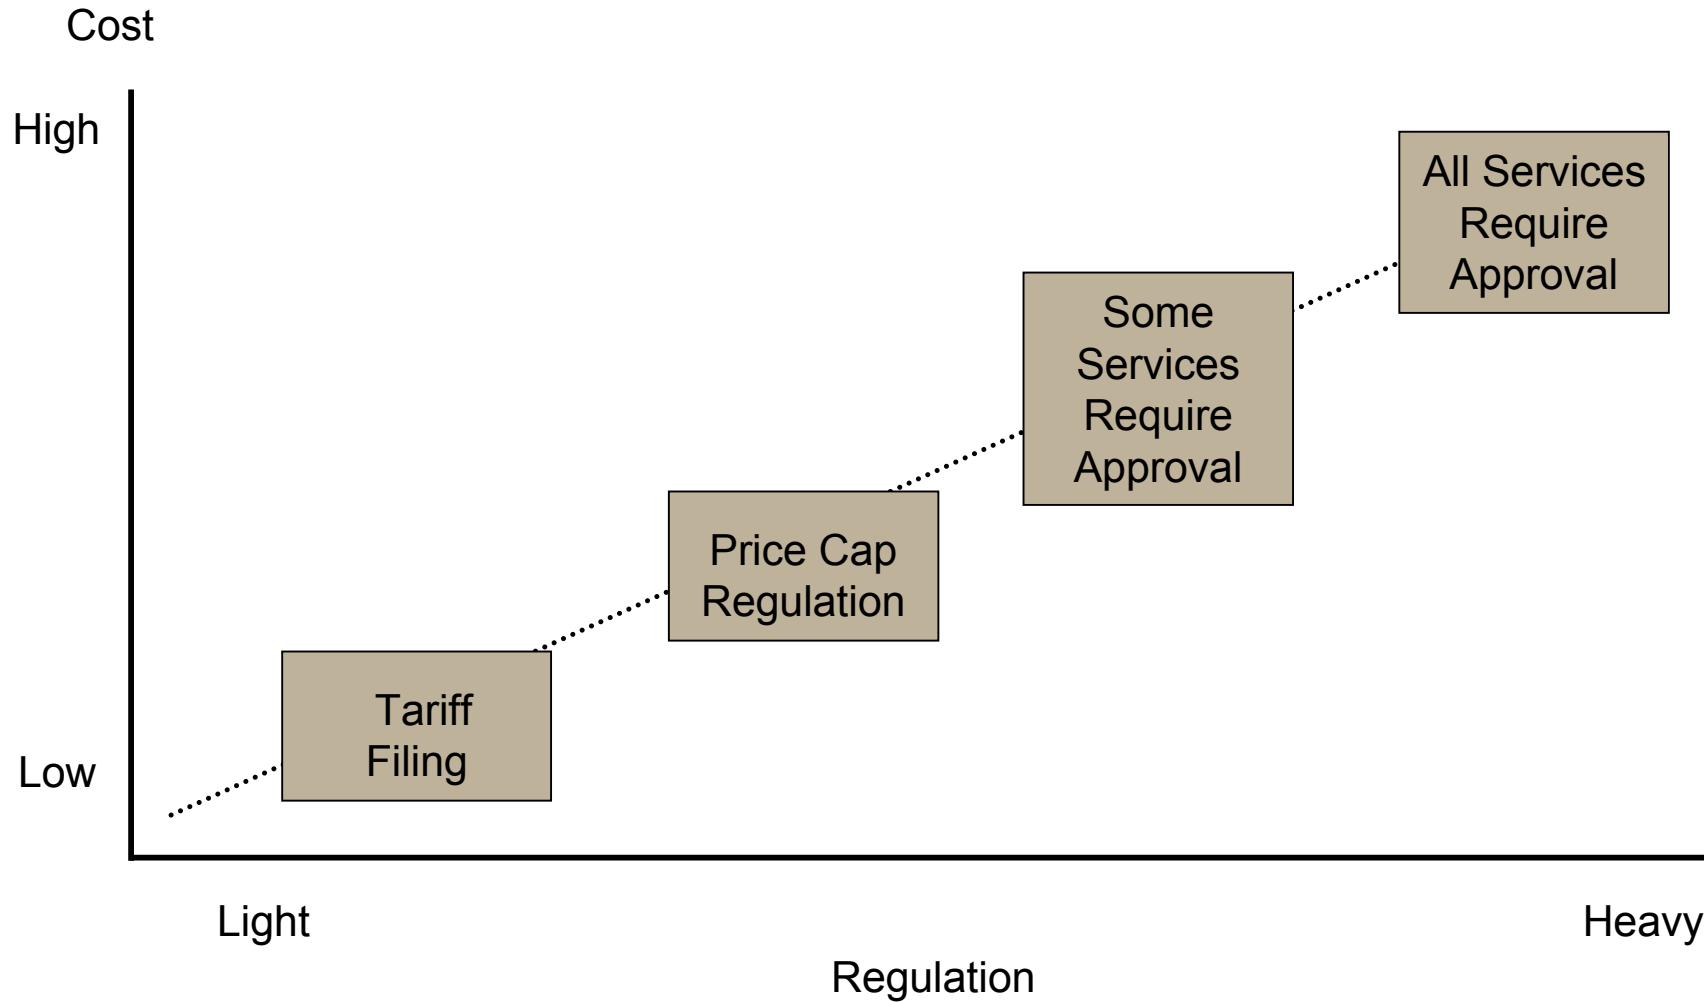 Cost
High
All Services
Require
Approval
Some
Services
Require
Approval
Price Cap
Regulation
Tariff
Filing
Low
Light
Heavy
Regulation